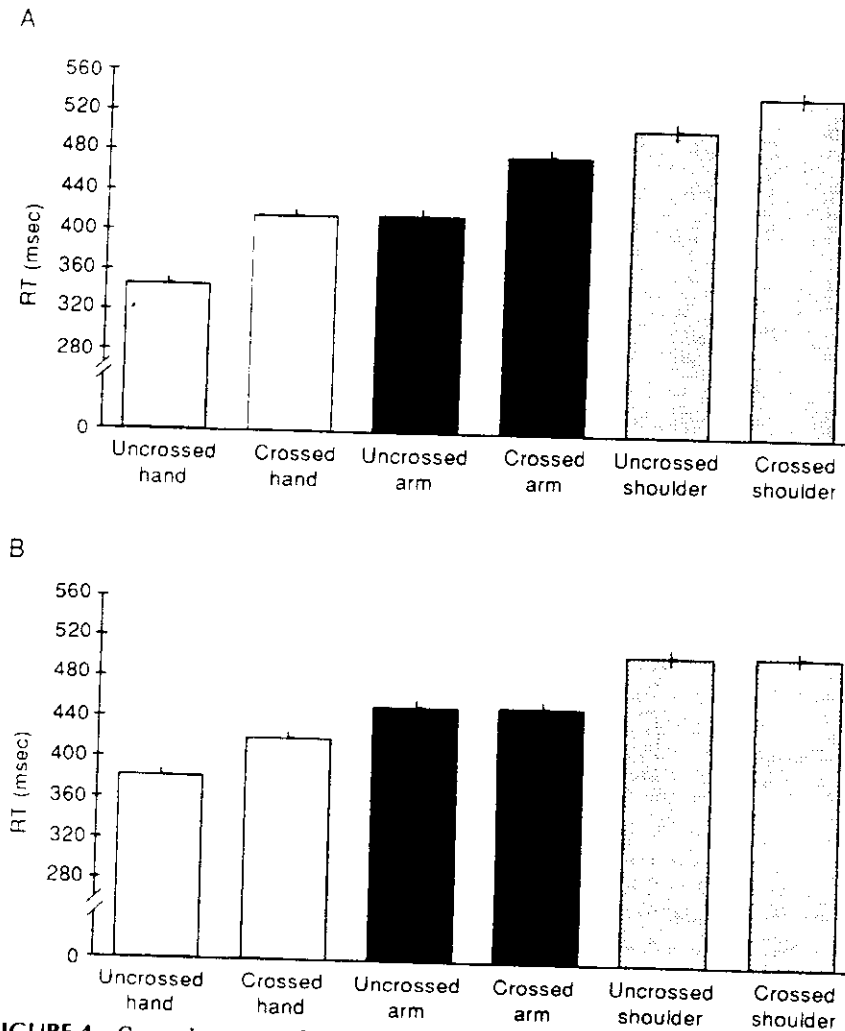 A
560
520
480
440
400
360
320
280
0
RT (msec)
Uncrossed hand
Crossed hand
Uncrossed arm
Crossed arm
Uncrossed shoulder
Crossed shoulder
B
560
520
480
440
400
360
320
280
0
RT (msec)
Uncrossed hand
Crossed hand
Uncrossed arm
Crossed arm
Uncrossed shoulder
Crossed shoulder